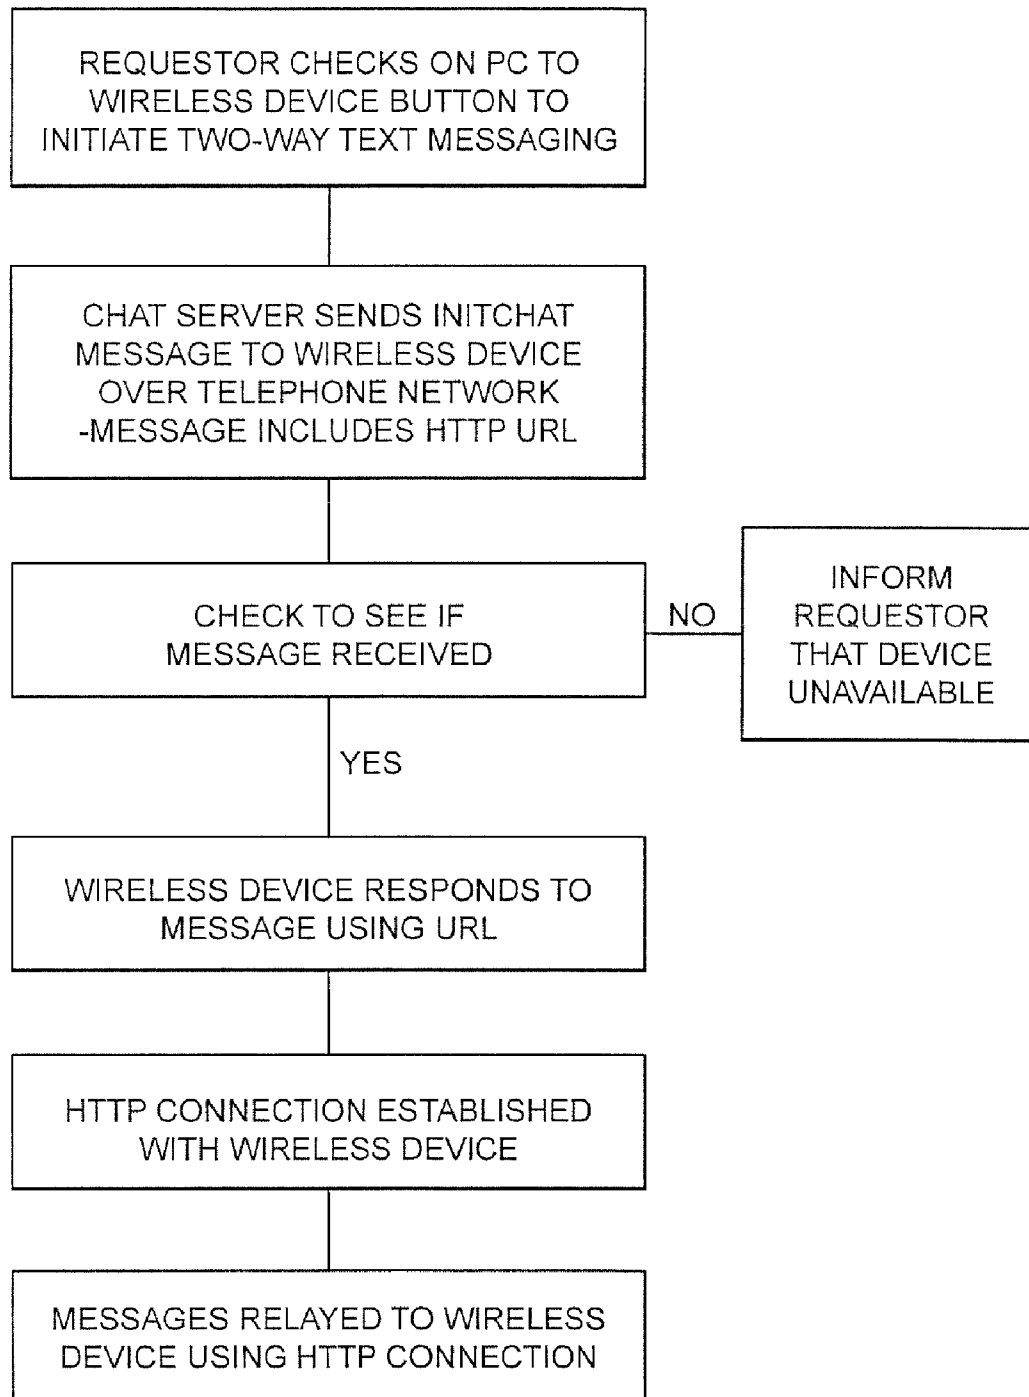 REQUESTOR CHECKS ON PC TO
WIRELESS DEVICE BUTTON TO
INITIATE TWO-WAY TEXT MESSAGING
CHAT SERVER SENDS INITCHAT
MESSAGE TO WIRELESS DEVICE
OVER TELEPHONE NETWORK
-MESSAGE INCLUDES HTTP URL
CHECK TO SEE IF
MESSAGE RECEIVED
NO
INFORM
REQUESTOR
THAT DEVICE
UNAVAILABLE
YES
WIRELESS DEVICE RESPONDS TO
MESSAGE USING URL
HTTP CONNECTION ESTABLISHED
WITH WIRELESS DEVICE
MESSAGES RELAYED TO WIRELESS
DEVICE USING HTTP CONNECTION